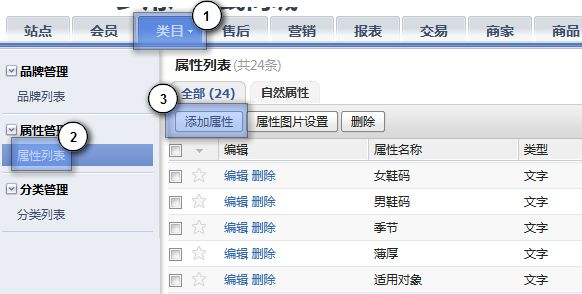 站点 会员 类目 售后 营销 报表 交易 商家 商品
1
品牌管理
品牌列表
属性管理
2
属性列表
分类管理
分类列表
属性列表 (共24条)
3
全部 (24) 自然属性
添加属性 属性图片设置 删除
编辑 属性名称 类型
编辑 删除 女鞋码 文字
编辑 删除 男鞋码 文字
编辑 删除 季节 文字
编辑 删除 薄厚 文字
编辑 删除 适用对象 文字